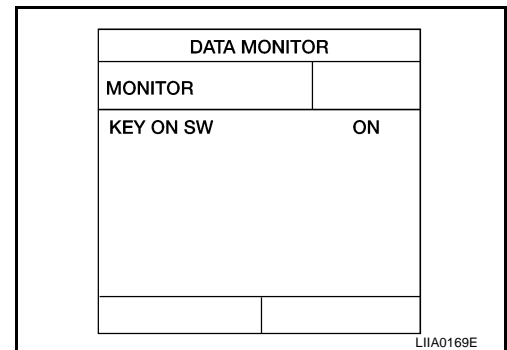 DATA MONITOR
MONITOR
KEY ON SW ON
LIIA0169E